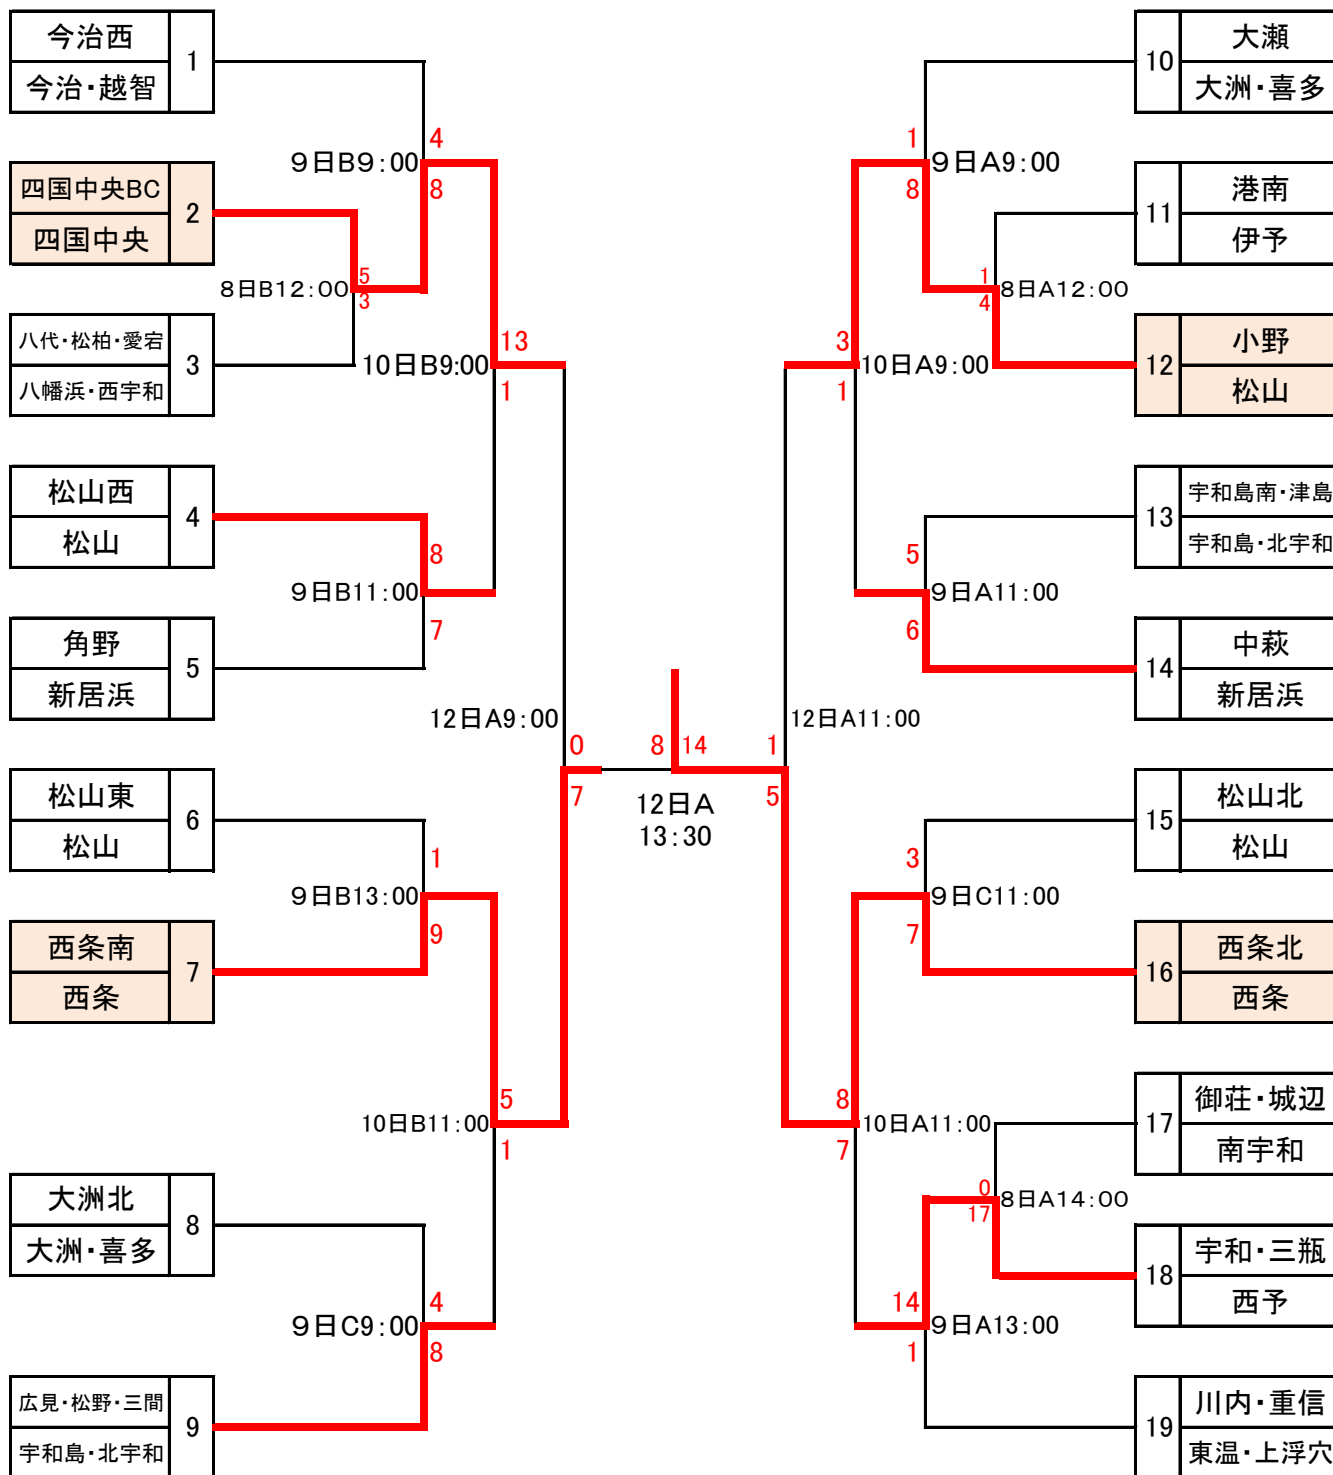 今治西
1
今治・越智
4
9日B9:00
8
四国中央BC
2
四国中央
5
8日B12:00
3
八代・松柏・愛宕
3
八幡浜・西宇和
13
10日B9:00
1
松山西
4
松山
8
9日B11:00
7
角野
5
新居浜
12日A9:00
0
7
松山東
6
松山
1
9日B13:00
9
西条南
7
西条
5
10日B11:00
1
大洲北
8
大洲・喜多
4
9日C9:00
8
広見・松野・三間
9
宇和島・北宇和
8
14
12日A
13:30
大瀬
10
大洲・喜多
1
9日A9:00
8
港南
11
伊予
1
8日A12:00
4
小野
12
松山
3
10日A9:00
1
宇和島南・津島
13
宇和島・北宇和
5
9日A11:00
6
中萩
14
新居浜
12日A11:00
1
5
松山北
15
松山
3
9日C11:00
7
西条北
16
西条
8
10日A11:00
7
御荘・城辺
17
南宇和
0
8日A14:00
17
宇和・三瓶
18
西予
14
9日A13:00
1
川内・重信
19
東温・上浮穴